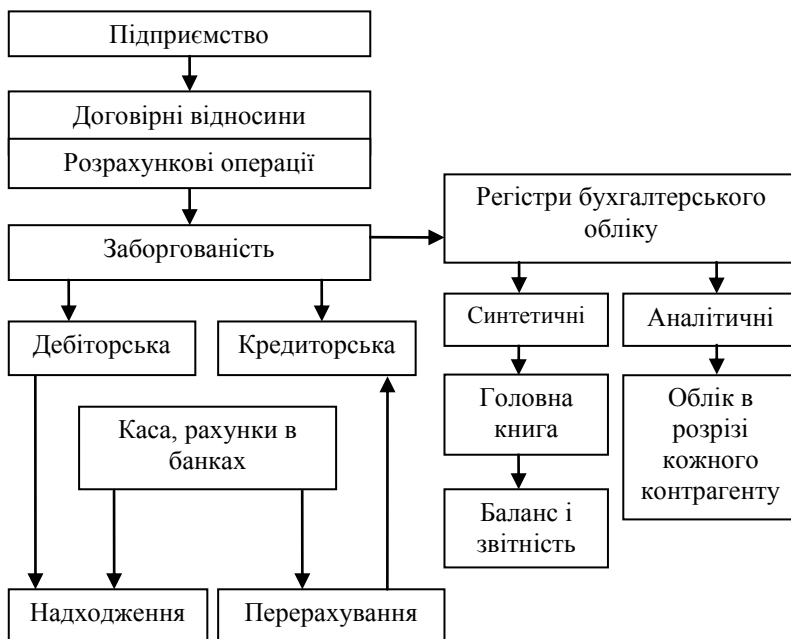 Підприємство
Договірні відносини
Розрахункові операції
Заборгованість
Регістри бухгалтерського
обліку
Дебіторська
Кредиторська
Синтетичні
Аналітичні
Каса, рахунки в
банках
Головна
книга
Облік в
розрізі
кожного
контрагенту
Баланс і
звітність
Надходження
Перерахування